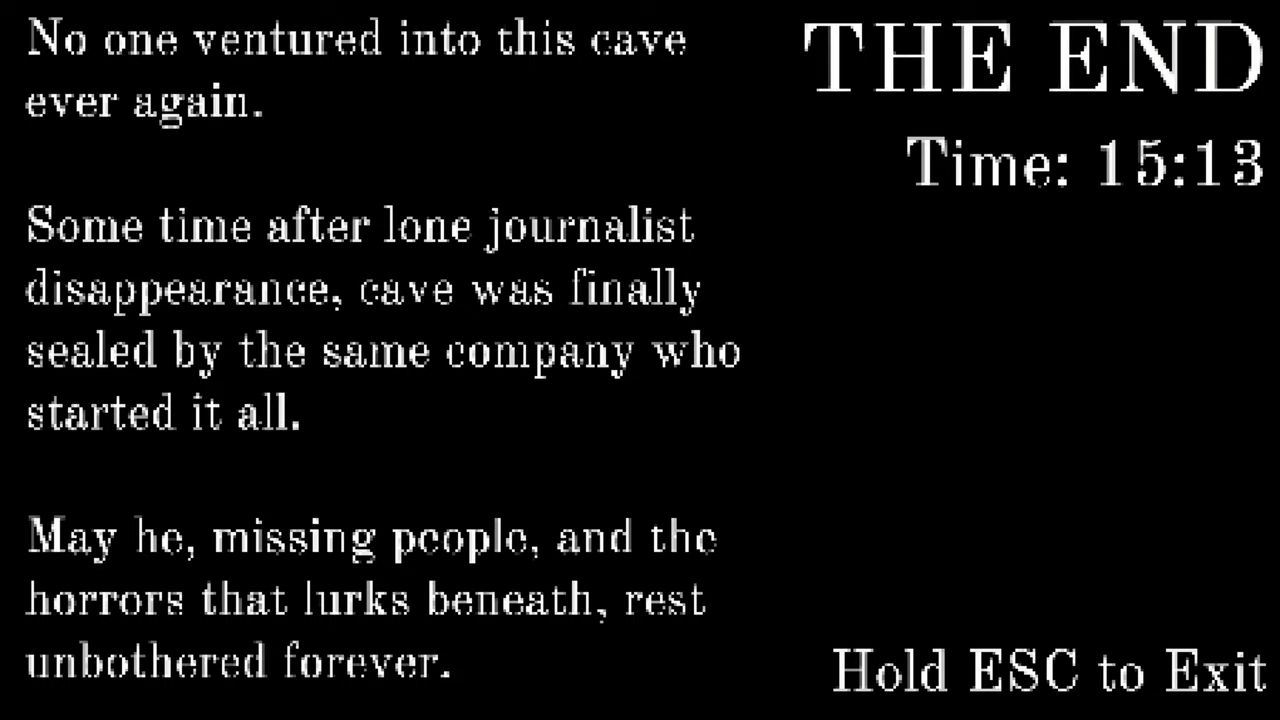 No one ventured into this cave
ever again.
Some time after lone journalist
disappearance, cave was finally
sealed by the same company who
started it all.
May he, missing people, and the
horrors that lurks beneath, rest
unbothered forever.
THE END
Time: 15:13
Hold ESC to Exit